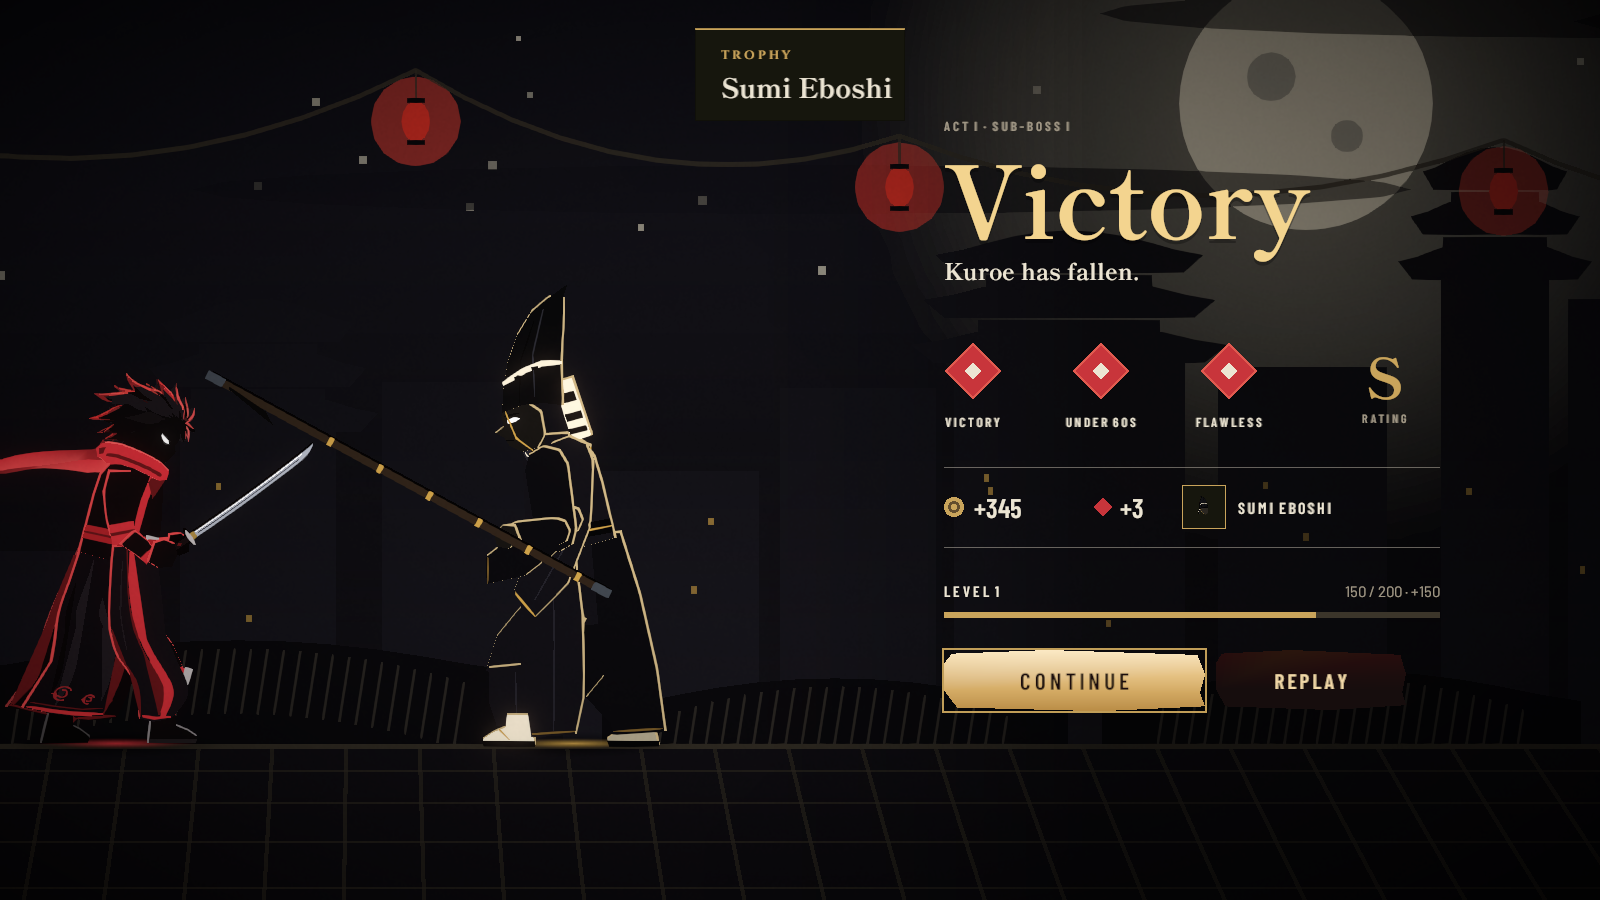 TROPHY
Sumi Eboshi
ACT I · SUB-BOSS I
Victory
Kuroe has fallen.
VICTORY
UNDER 60S
FLAWLESS
S
RATING
+345
+3
SUMI EBOSHI
LEVEL 1
150 / 200 · +150
CONTINUE
REPLAY